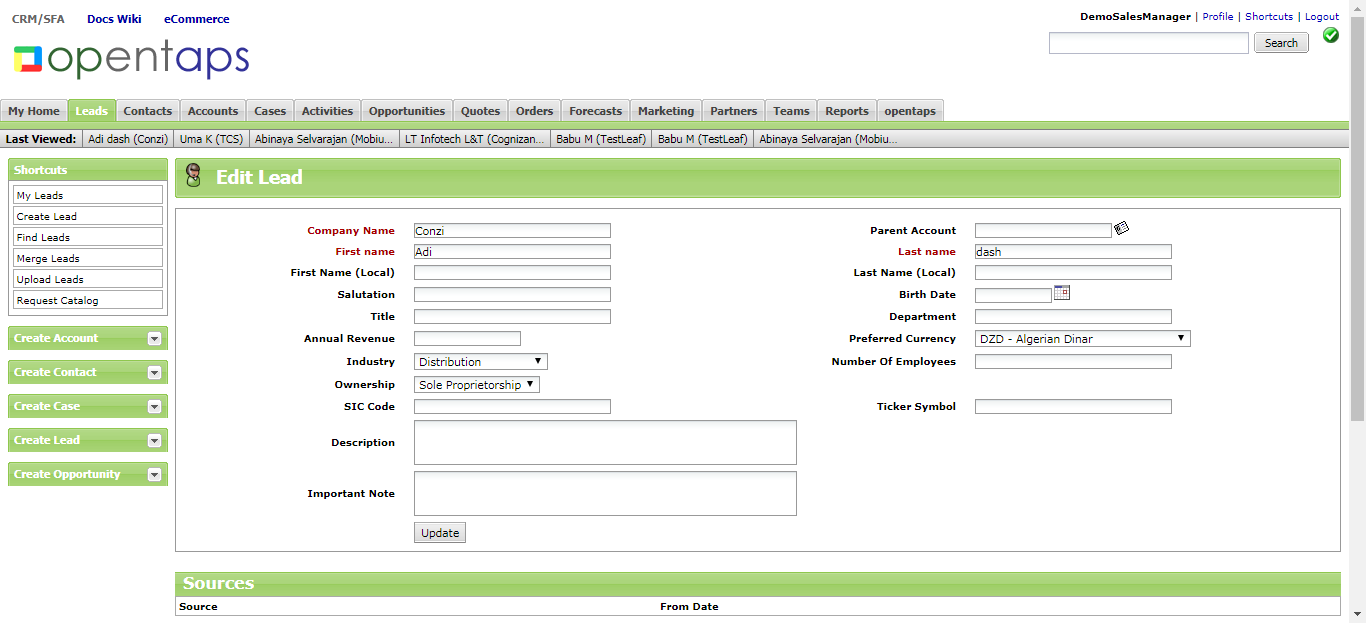 CRM/SFA Docs Wiki eCommerce
DemoSalesManager | Profile | Shortcuts | Logout
opentaps
Search
My Home Leads Contacts Accounts Cases Activities Opportunities Quotes Orders Forecasts Marketing Partners Teams Reports opentaps
Last Viewed: Adi dash (Conzi) Uma K (TCS) Abinaya Selvarajan (Mobiu... LT Infotech L&T (Cognizan... Babu M (TestLeaf) Babu M (TestLeaf) Abinaya Selvarajan (Mobiu...
Shortcuts
My Leads
Create Lead
Find Leads
Merge Leads
Upload Leads
Request Catalog
Create Account
Create Contact
Create Case
Create Lead
Create Opportunity
Edit Lead
Company Name Conzi Parent Account
First name Adi Last name dash
First Name (Local) Last Name (Local)
Salutation Birth Date
Title Department
Annual Revenue Preferred Currency DZD - Algerian Dinar
Industry Distribution Number Of Employees
Ownership Sole Proprietorship
SIC Code Ticker Symbol
Description
Important Note
Update
Sources
Source From Date